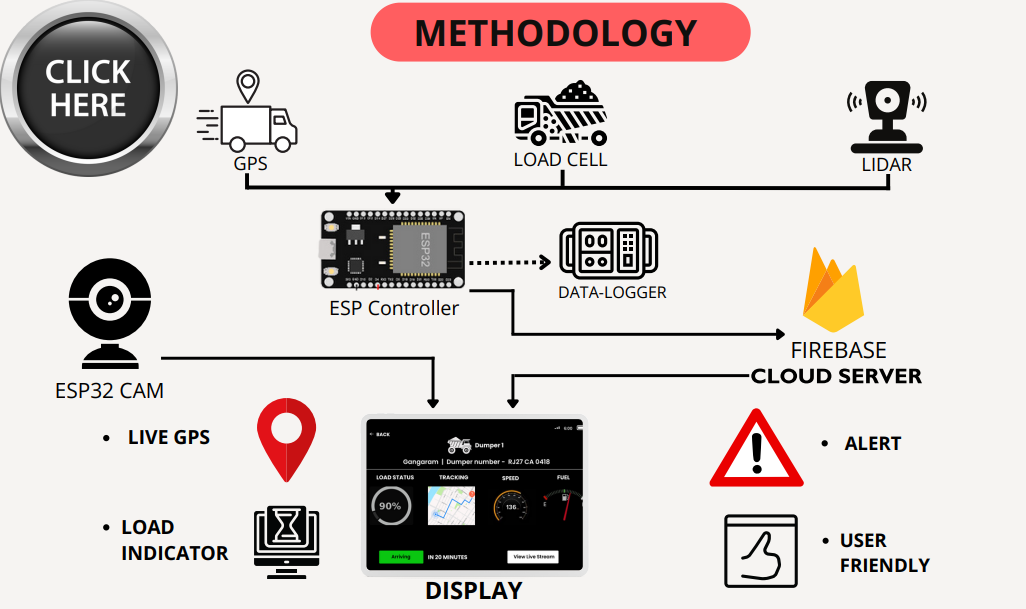 METHODOLOGY
CLICK
HERE
GPS
LOAD CELL
LIDAR
ESP32
ESP Controller
DATA-LOGGER
FIREBASE
CLOUD SERVER
ESP32 CAM
• LIVE GPS
• LOAD
INDICATOR
← BACK
6:00
Dumper 1
Gangaram | Dumper number - RJ27 CA 0418
LOAD STATUS TRACKING SPEED FUEL
90%
136
Arriving IN 20 MINUTES View Live Stream
DISPLAY
• ALERT
• USER
FRIENDLY